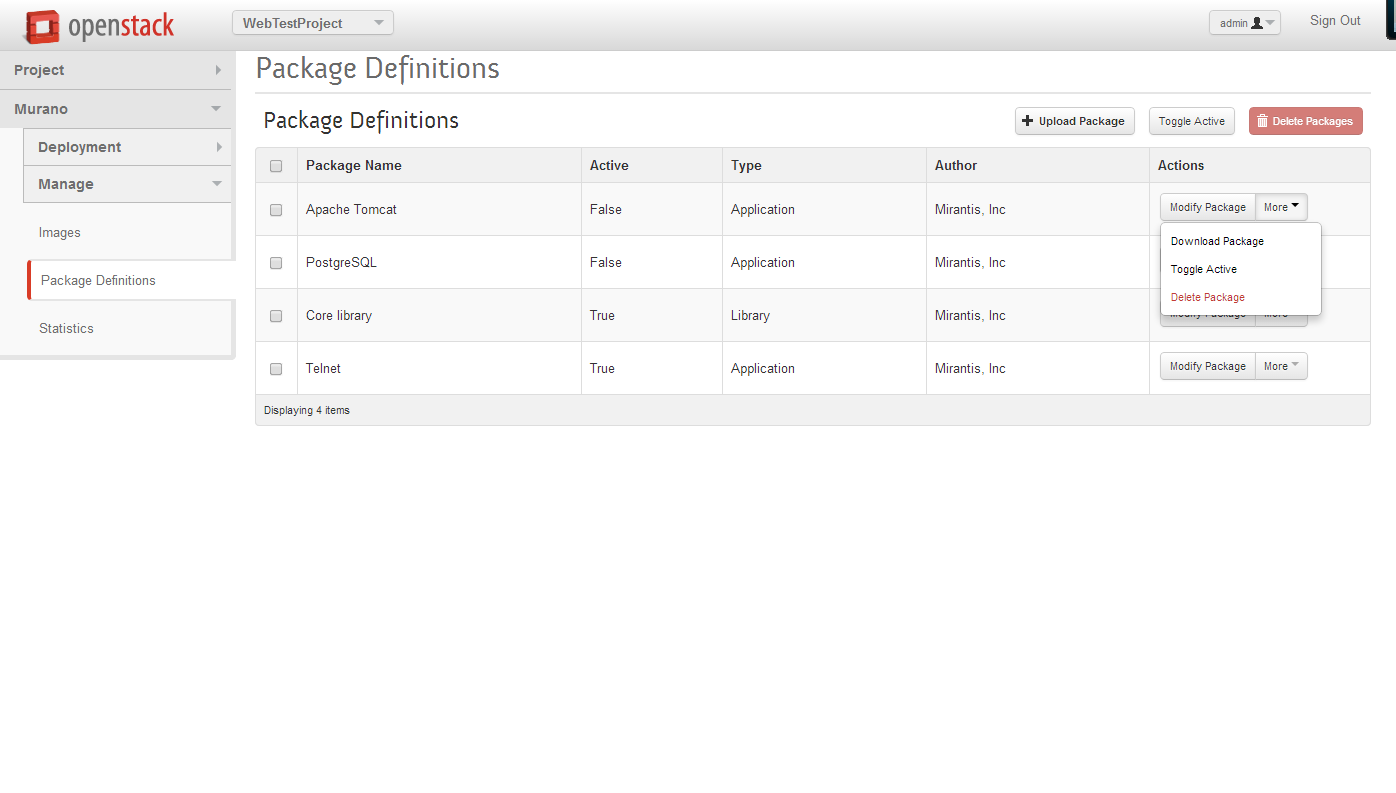 openstack WebTestProject admin Sign Out
Project
Murano
Deployment
Manage
Images
Package Definitions
Statistics
Package Definitions
Package Definitions Upload Package Toggle Active Delete Packages
Package Name Active Type Author Actions
Apache Tomcat False Application Mirantis, Inc Modify Package More
Download Package
Toggle Active
Delete Package
PostgreSQL False Application Mirantis, Inc
Core library True Library Mirantis, Inc Modify Package More
Telnet True Application Mirantis, Inc Modify Package More
Displaying 4 items